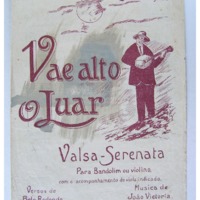 Vae alto
o Luar
Valsa-Serenata
Para Bandolim ou violino
com o acompanhamento de viola indicado.
Versos de
Musica de
João Victoria